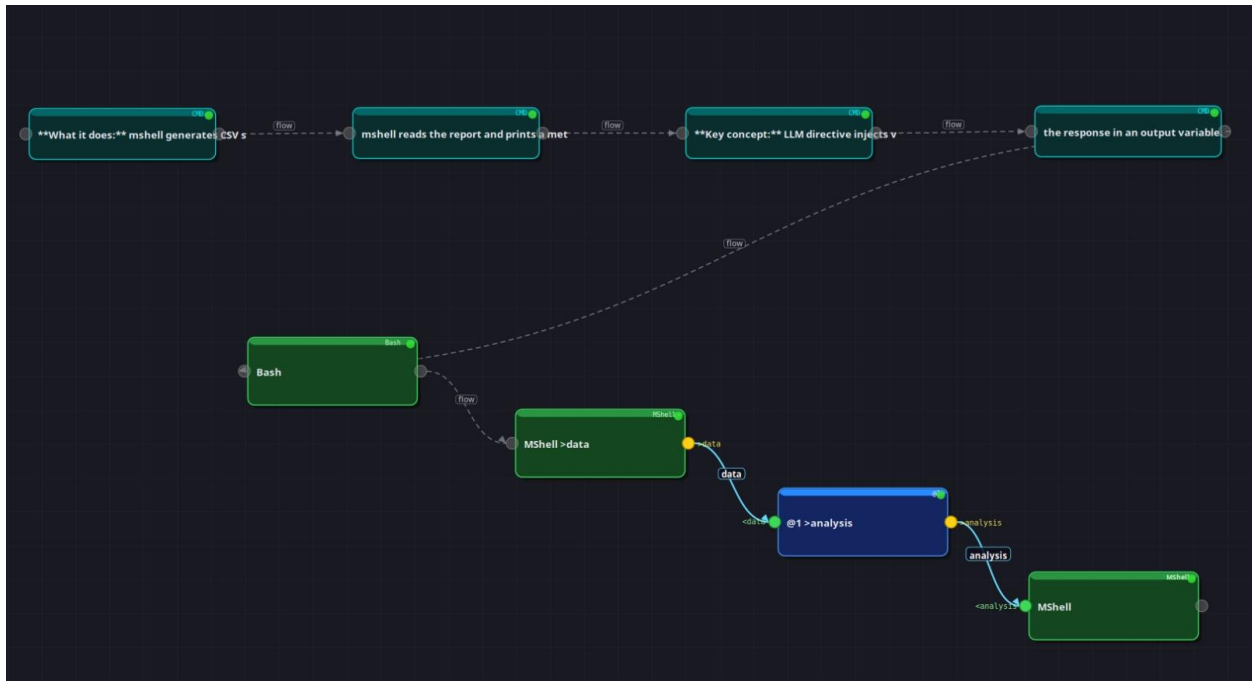 CMD
**What it does:** mshell generates CSV s
flow
CMD
mshell reads the report and prints a met
flow
CMD
**Key concept:** LLM directive injects v
flow
CMD
the response in an output variable
flow
Bash
Bash
flow
MShell
MShell >data
>data
data
<data
@1 >analysis
>analysis
analysis
MShell
<analysis
MShell